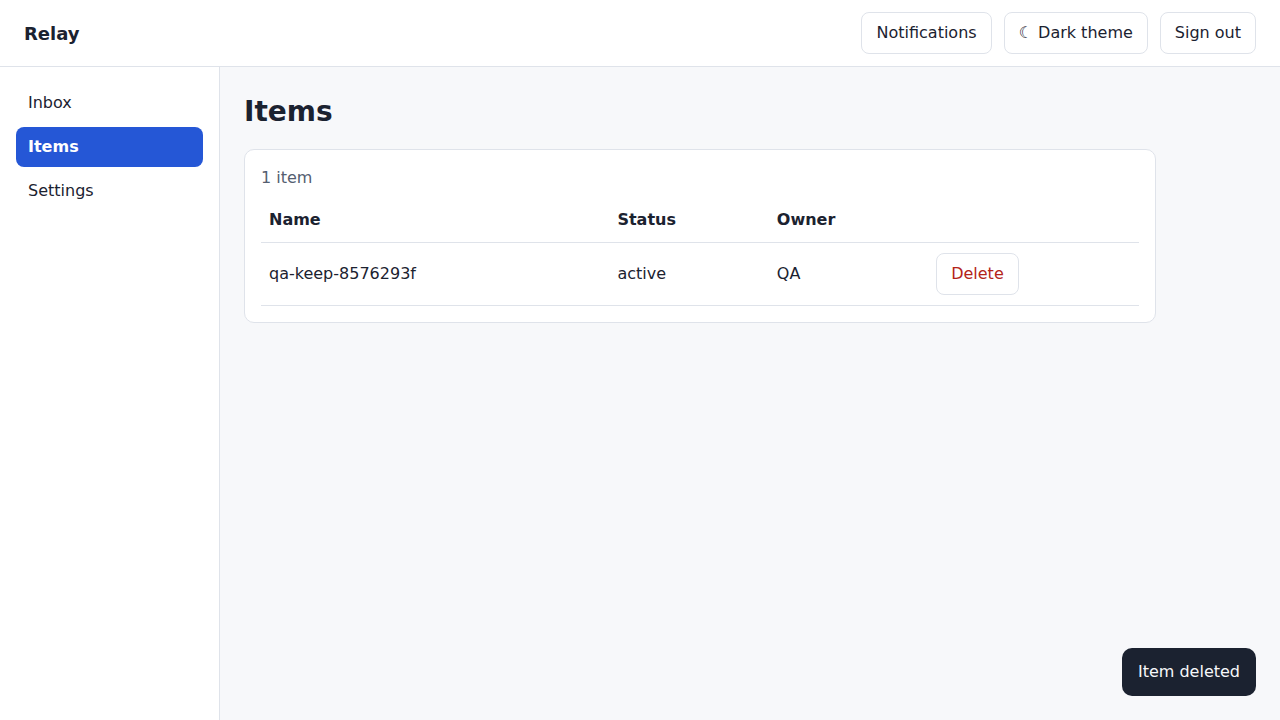 Relay
Notifications
☾ Dark theme
Sign out
Inbox
Items
Settings
Items
1 item
Name Status Owner
qa-keep-8576293f active QA Delete
Item deleted